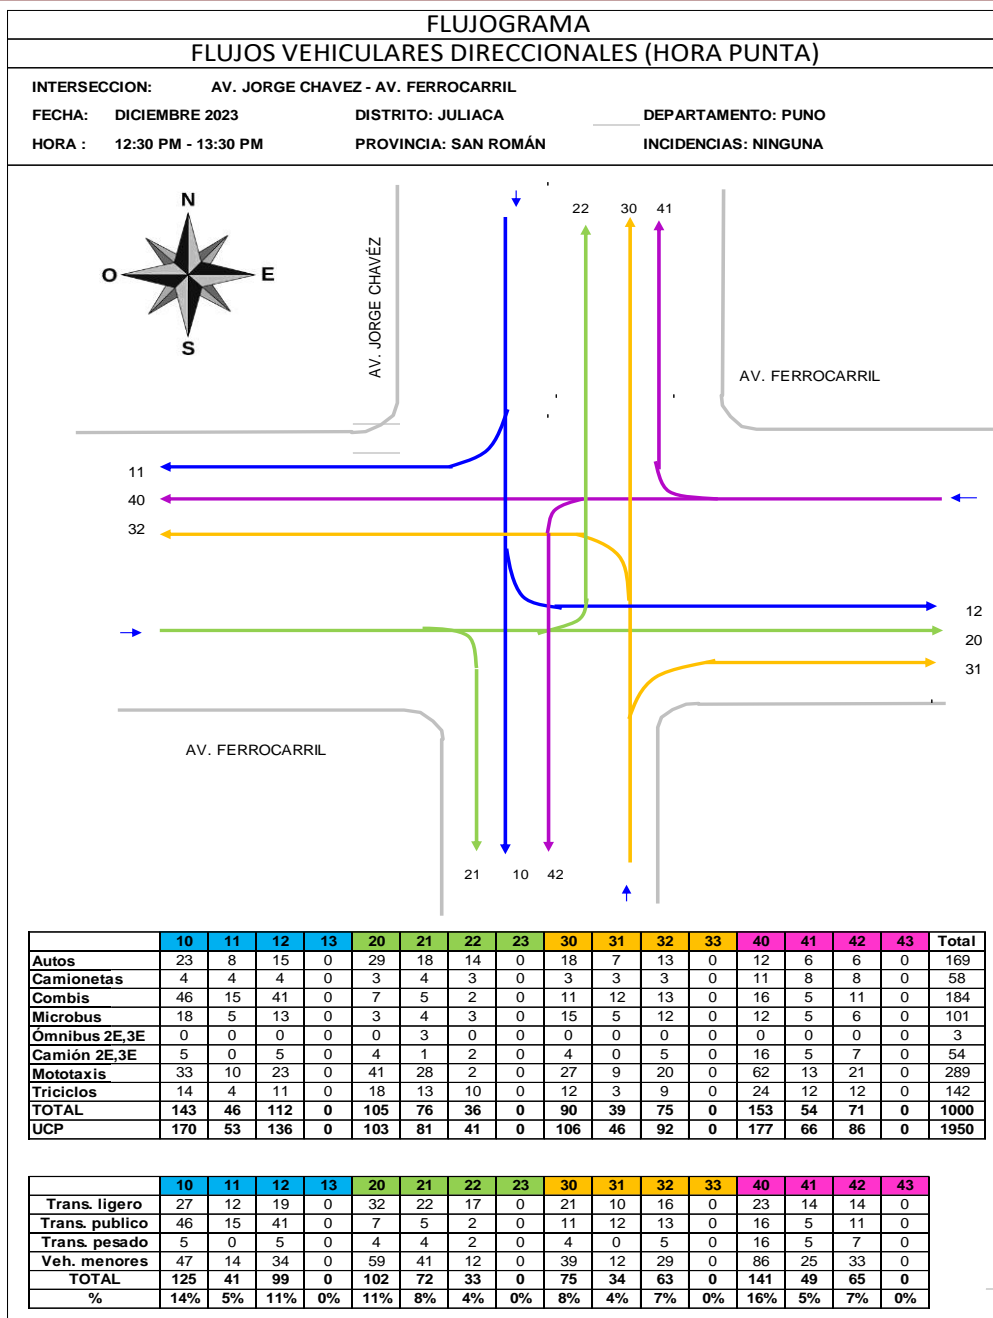 FLUJOGRAMA
FLUJOS VEHICULARES DIRECCIONALES (HORA PUNTA)
INTERSECCION: AV. JORGE CHAVEZ - AV. FERROCARRIL
FECHA: DICIEMBRE 2023 DISTRITO: JULIACA DEPARTAMENTO: PUNO
HORA : 12:30 PM - 13:30 PM PROVINCIA: SAN ROMÁN INCIDENCIAS: NINGUNA
N
O E
S
AV. JORGE CHAVÉZ
22 30 41
AV. FERROCARRIL
11
40
32
12
20
31
AV. FERROCARRIL
21 10 42
10 11 12 13 20 21 22 23 30 31 32 33 40 41 42 43 Total
Autos 23 8 15 0 29 18 14 0 18 7 13 0 12 6 6 0 169
Camionetas 4 4 4 0 3 4 3 0 3 3 3 0 11 8 8 0 58
Combis 46 15 41 0 7 5 2 0 11 12 13 0 16 5 11 0 184
Microbus 18 5 13 0 3 4 3 0 15 5 12 0 12 5 6 0 101
Ómnibus 2E,3E 0 0 0 0 0 3 0 0 0 0 0 0 0 0 0 0 3
Camión 2E,3E 5 0 5 0 4 1 2 0 4 0 5 0 16 5 7 0 54
Mototaxis 33 10 23 0 41 28 2 0 27 9 20 0 62 13 21 0 289
Triciclos 14 4 11 0 18 13 10 0 12 3 9 0 24 12 12 0 142
TOTAL 143 46 112 0 105 76 36 0 90 39 75 0 153 54 71 0 1000
UCP 170 53 136 0 103 81 41 0 106 46 92 0 177 66 86 0 1950
10 11 12 13 20 21 22 23 30 31 32 33 40 41 42 43
Trans. ligero 27 12 19 0 32 22 17 0 21 10 16 0 23 14 14 0
Trans. publico 46 15 41 0 7 5 2 0 11 12 13 0 16 5 11 0
Trans. pesado 5 0 5 0 4 4 2 0 4 0 5 0 16 5 7 0
Veh. menores 47 14 34 0 59 41 12 0 39 12 29 0 86 25 33 0
TOTAL 125 41 99 0 102 72 33 0 75 34 63 0 141 49 65 0
% 14% 5% 11% 0% 11% 8% 4% 0% 8% 4% 7% 0% 16% 5% 7% 0%